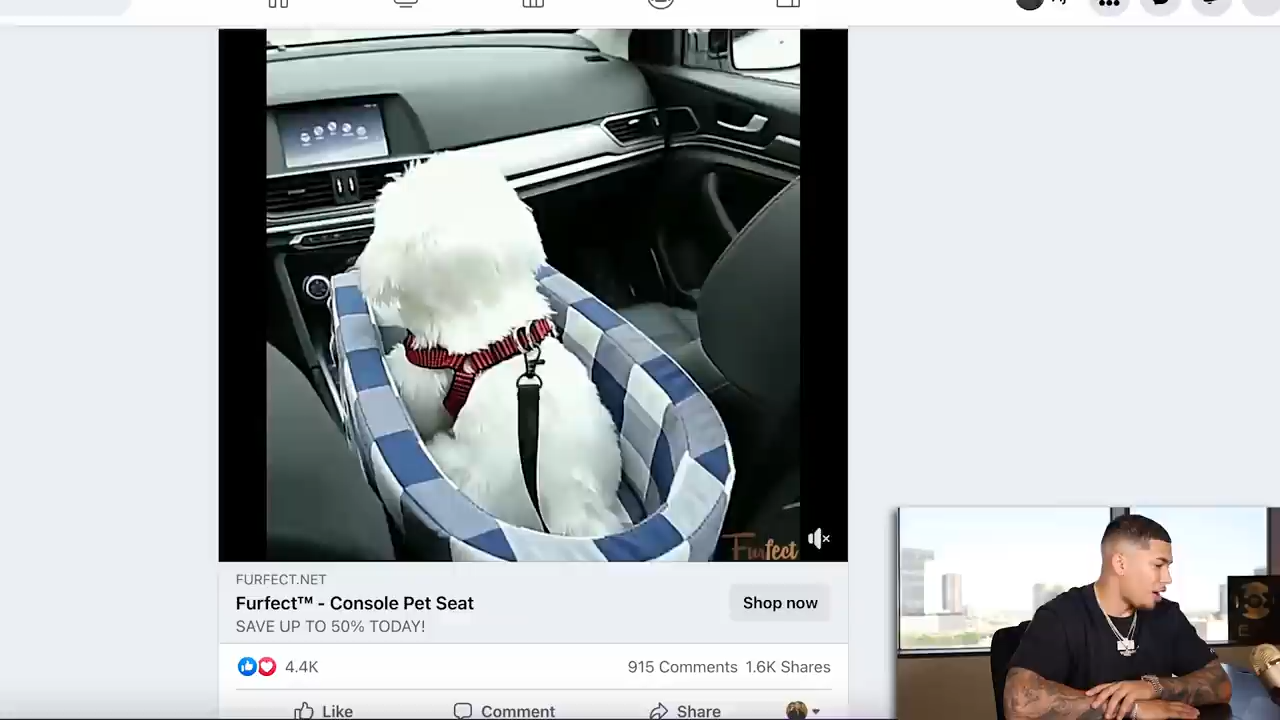 Furfect
FURFECT.NET
Furfect™ - Console Pet Seat
Shop now
SAVE UP TO 50% TODAY!
4.4K
915 Comments 1.6K Shares
Like
Comment
Share